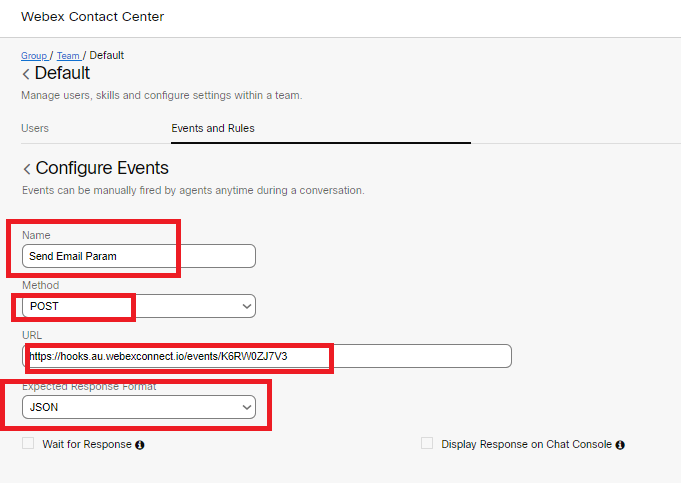 Webex Contact Center
Group / Team / Default
Default
Manage users, skills and configure settings within a team.
Users Events and Rules
Configure Events
Events can be manually fired by agents anytime during a conversation.
Name
Send Email Param
Method
POST
URL
https://hooks.au.webexconnect.io/events/K6RW0ZJ7V3
Expected Response Format
JSON
Wait for Response Display Response on Chat Console